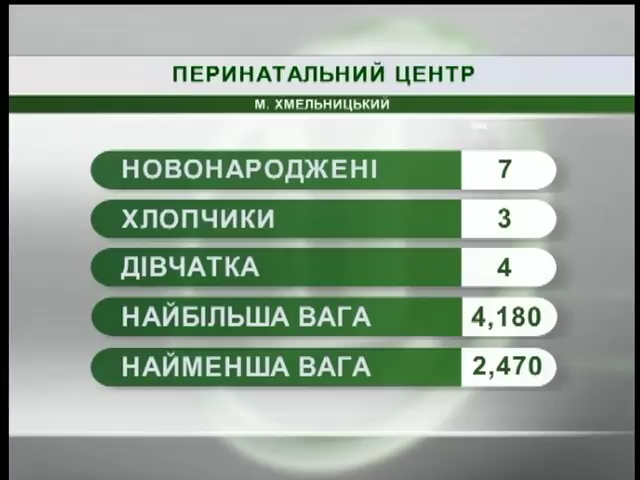 ПЕРИНАТАЛЬНИЙ ЦЕНТР
М. ХМЕЛЬНИЦЬКИЙ
НОВОНАРОДЖЕНІ 7
ХЛОПЧИКИ 3
ДІВЧАТКА 4
НАЙБІЛЬША ВАГА 4,180
НАЙМЕНША ВАГА 2,470